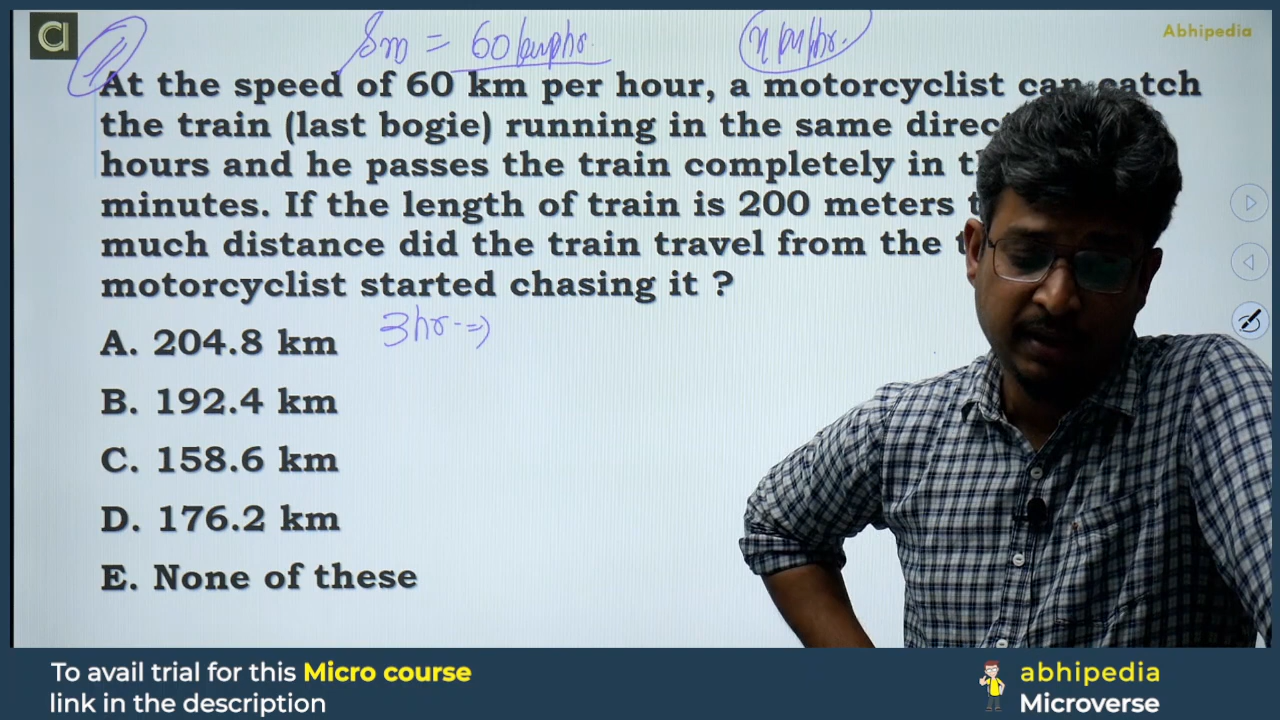 CI
Abhipedia
Sm = 60 km/hr.
At the speed of 60 km per hour, a motorcyclist can catch
the train (last bogie) running in the same direc
hours and he passes the train completely in
minutes. If the length of train is 200 meters
much distance did the train travel from the
motorcyclist started chasing it ?
3hr ⇒
A. 204.8 km
B. 192.4 km
C. 158.6 km
D. 176.2 km
E. None of these
To avail trial for this Micro course
link in the description
abhipedia
Microverse